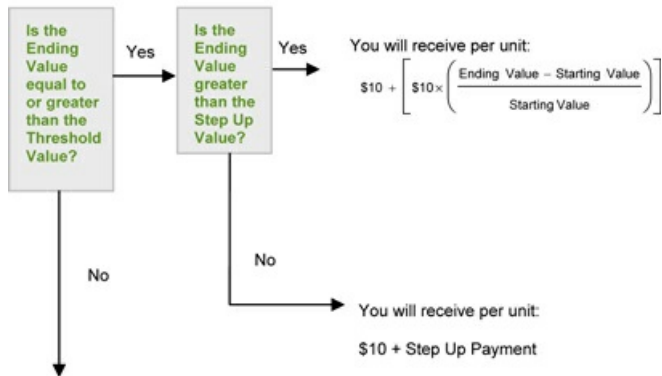 Is the
Ending
Value
equal to
or greater
than the
Threshold
Value?
Yes
Is the
Ending
Value
greater
than the
Step Up
Value?
Yes
You will receive per unit:
$10 + [ $10× ( Ending Value – Starting Value
Starting Value ) ]
No
No
You will receive per unit:
$10 + Step Up Payment